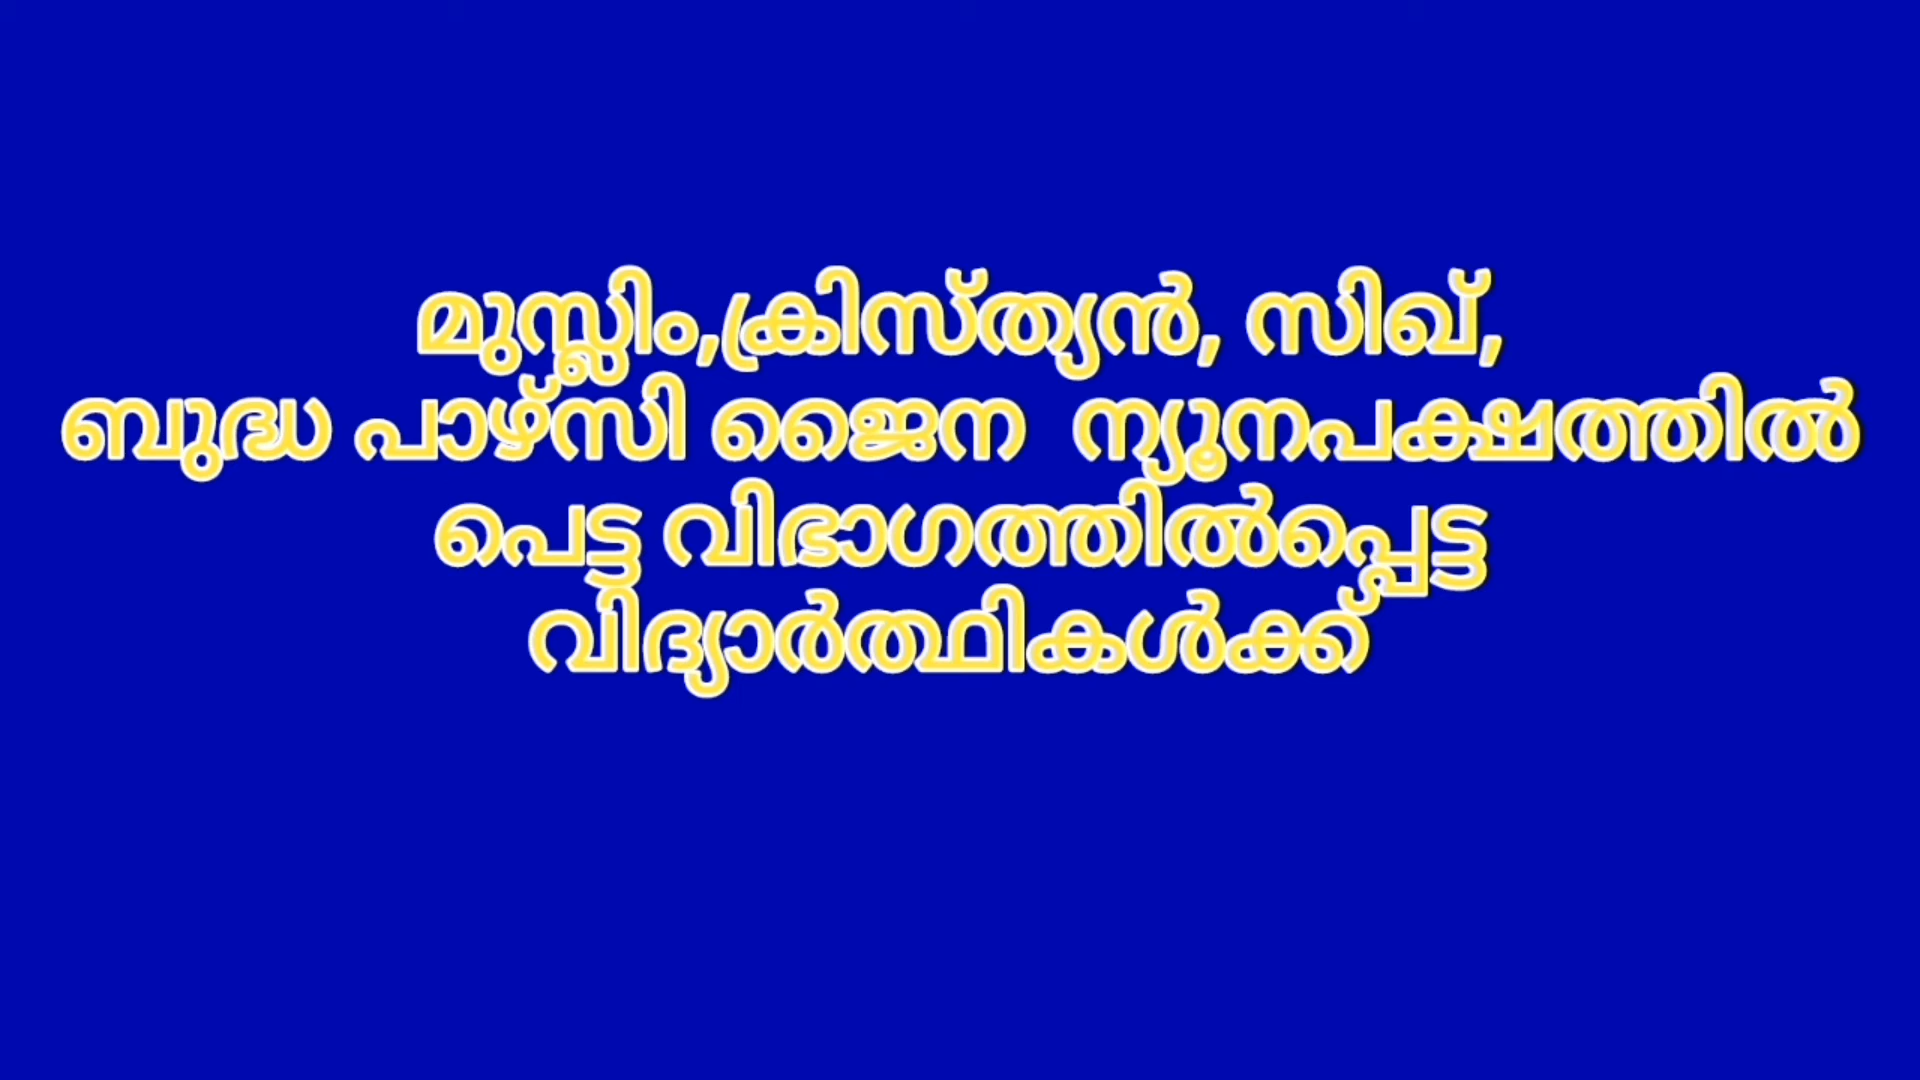 മുസ്ലിം,ക്രിസ്ത്യൻ, സിഖ്,
ബുദ്ധ പാഴ്സി ജൈന  ന്യൂനപക്ഷത്തിൽ
പെട്ട വിഭാഗത്തിൽപ്പെട്ട
വിദ്യാർത്ഥികൾക്ക്